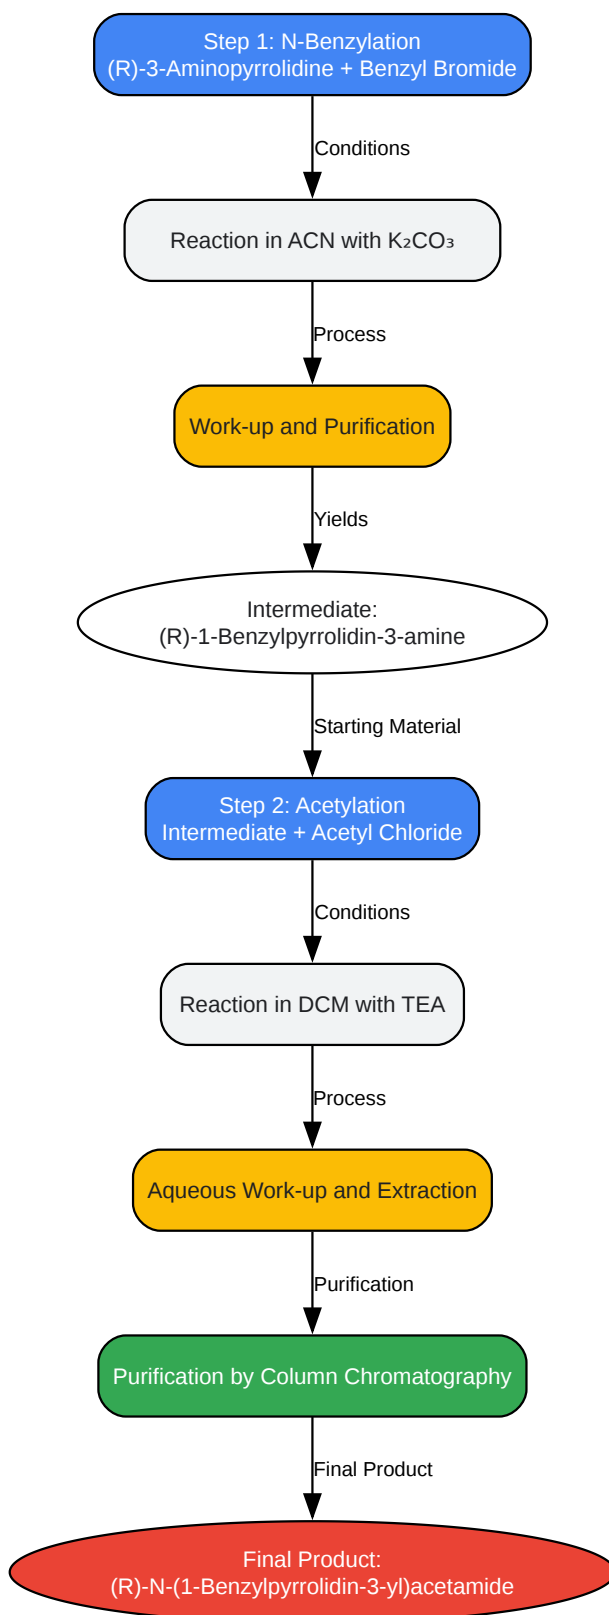 Step 1: N-Benzylation
(R)-3-Aminopyrrolidine + Benzyl Bromide
Conditions
Reaction in ACN with K₂CO₃
Process
Work-up and Purification
Yields
Intermediate:
(R)-1-Benzylpyrrolidin-3-amine
Starting Material
Step 2: Acetylation
Intermediate + Acetyl Chloride
Conditions
Reaction in DCM with TEA
Process
Aqueous Work-up and Extraction
Purification
Purification by Column Chromatography
Final Product
Final Product:
(R)-N-(1-Benzylpyrrolidin-3-yl)acetamide